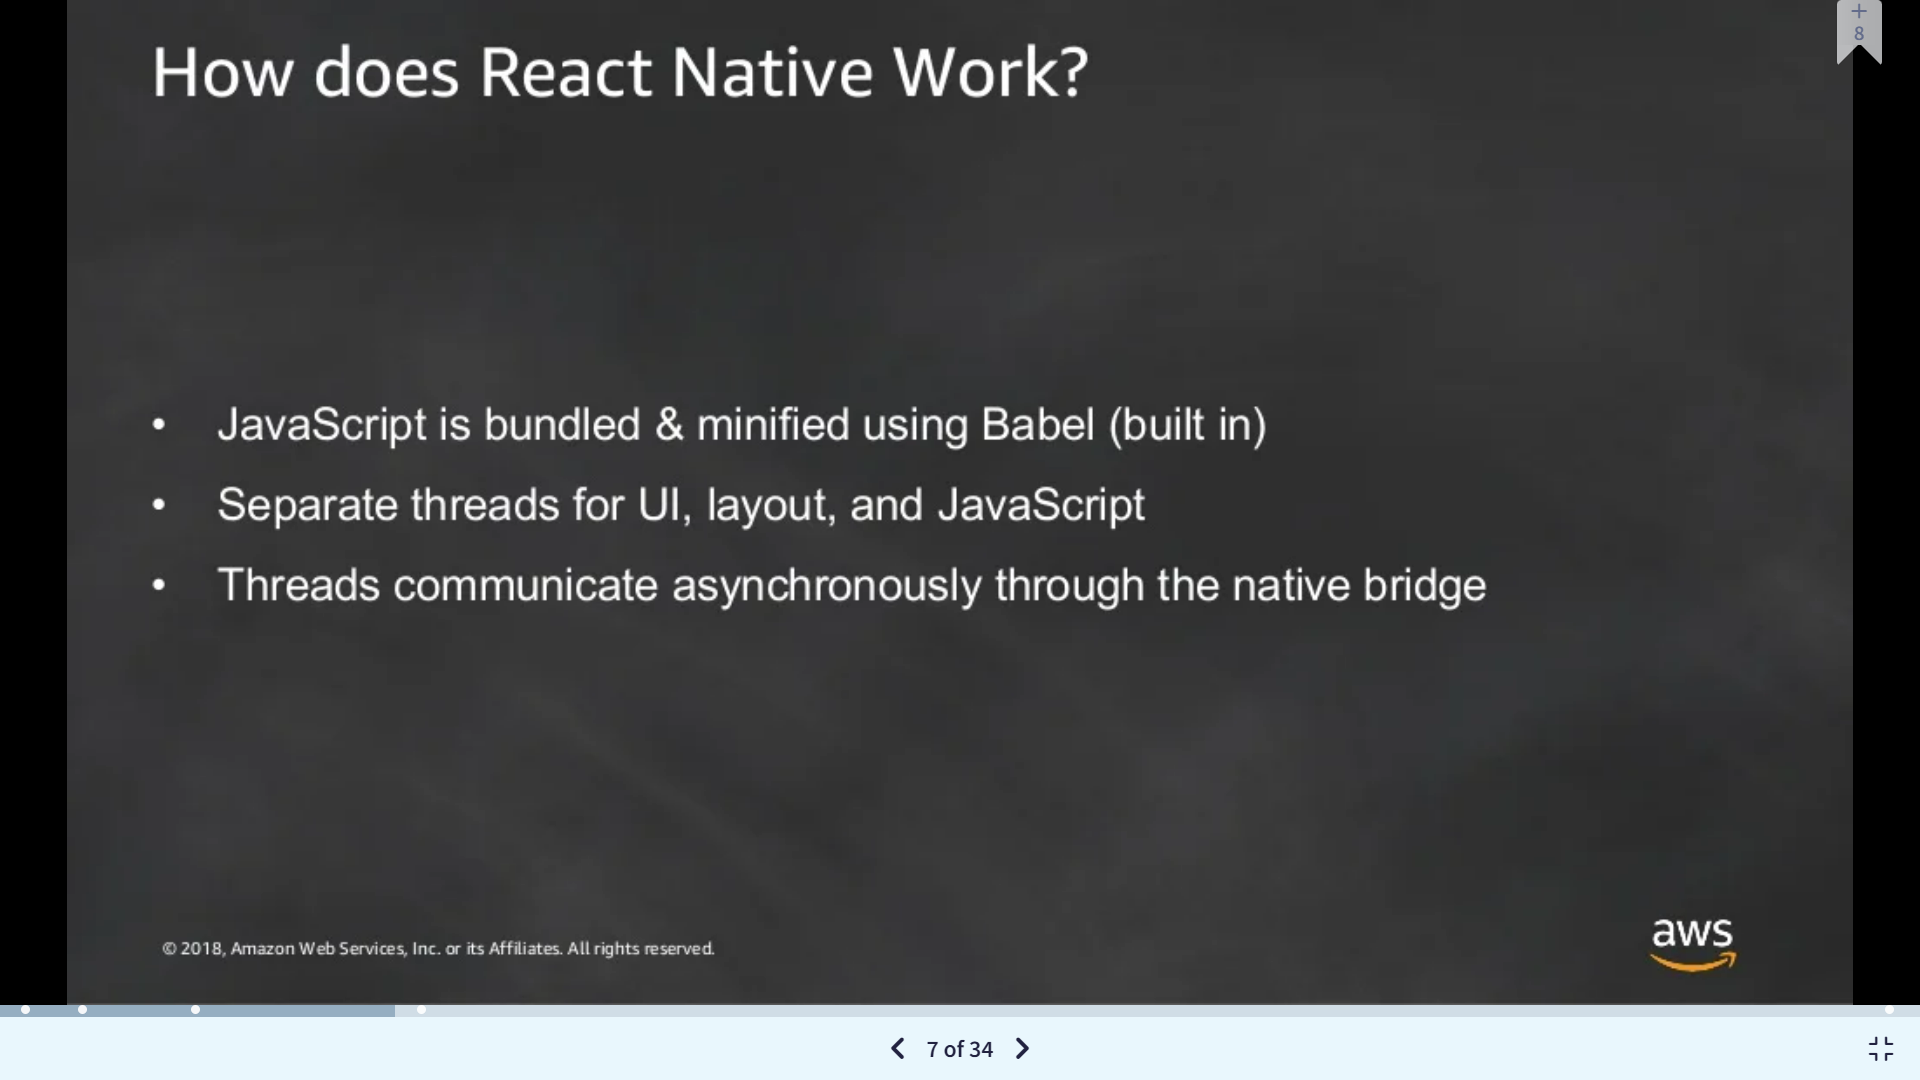 How does React Native Work?
• JavaScript is bundled & minified using Babel (built in)
• Separate threads for UI, layout, and JavaScript
• Threads communicate asynchronously through the native bridge
© 2018, Amazon Web Services, Inc. or its Affiliates. All rights reserved.
aws
+
8
7 of 34